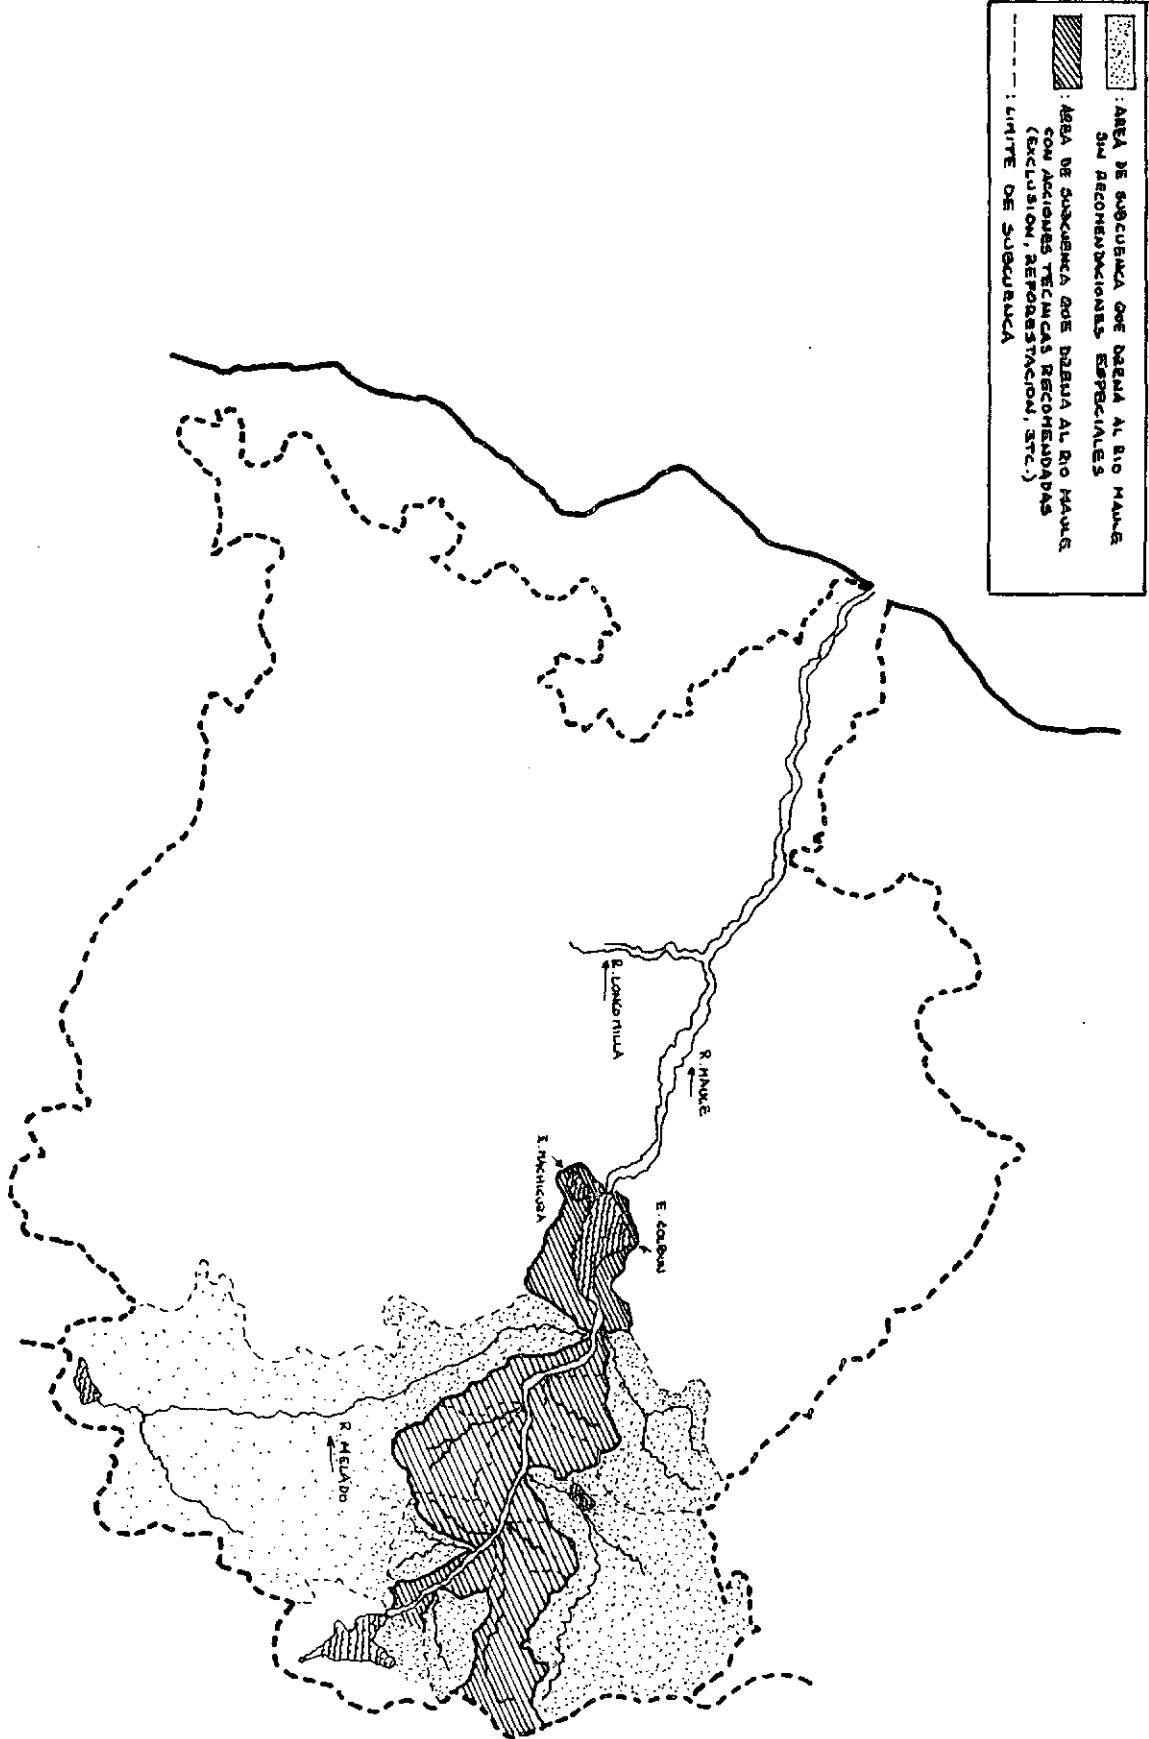 : AREA DE SUBCUENCA QUE DRENA AL RIO MAULE
SIN RECOMENDACIONES ESPECIALES
: AREA DE SUBCUENCA QUE DRENA AL RIO MAULE
CON ACCIONES TECNICAS RECOMENDADAS
(EXCLUSION, REFORESTACION, ETC.)
: LIMITE DE SUBCUENCA
R. LONCOMILLA
R. MAULE
E. MACHICURA
E. COLBUN
R. MELADO